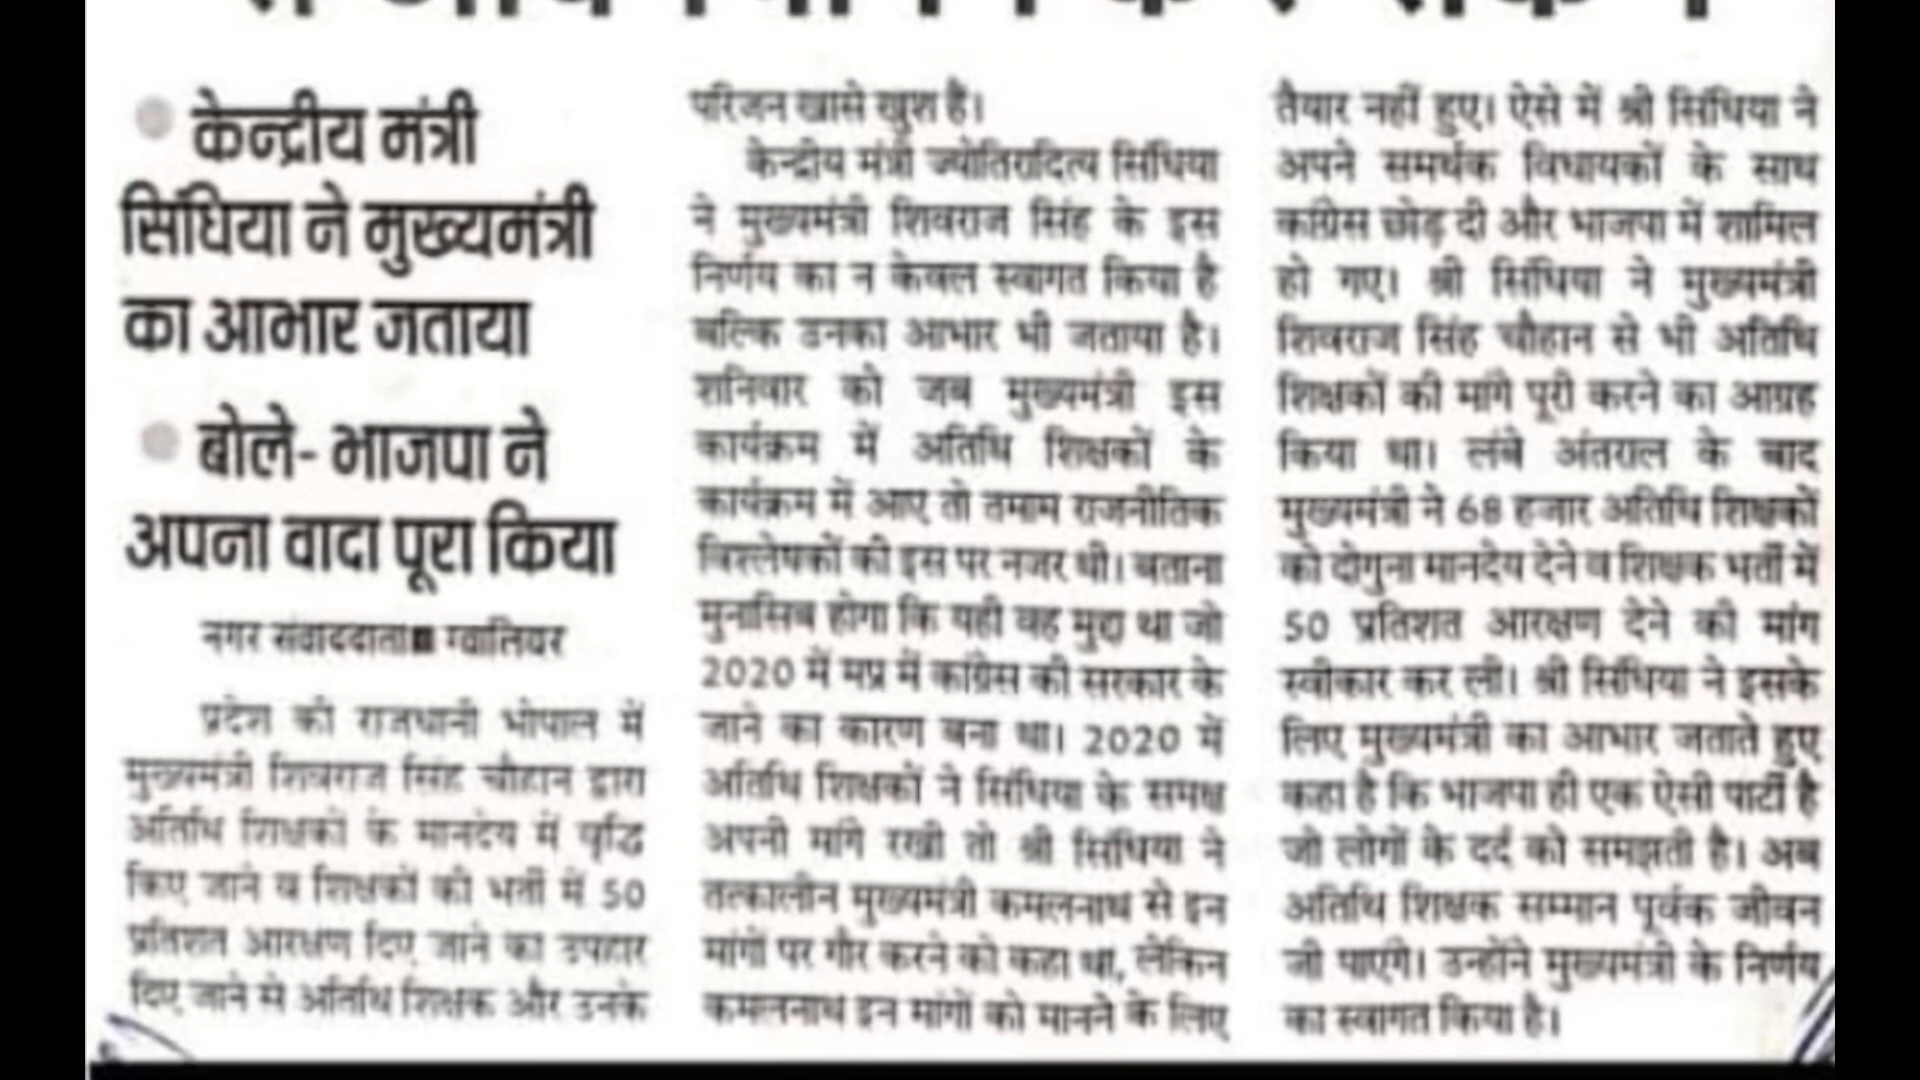 केन्द्रीय मंत्री
सिंधिया ने मुख्यमंत्री
का आभार जताया
बोले- भाजपा ने
अपना वादा पूरा किया
नगर संवाददाता■ ग्वालियर
प्रदेश की राजधानी भोपाल में
मुख्यमंत्री शिवराज सिंह चौहान द्वारा
अतिथि शिक्षकों के मानदेय में वृद्धि
किए जाने व शिक्षकों की भर्ती में 50
प्रतिशत आरक्षण दिए जाने का उपहार
दिए जाने से अतिथि शिक्षक और उनके
परिजन खासे खुश हैं।
केन्द्रीय मंत्री ज्योतिरादित्य सिंधिया
ने मुख्यमंत्री शिवराज सिंह के इस
निर्णय का न केवल स्वागत किया है
बल्कि उनका आभार भी जताया है।
शनिवार को जब मुख्यमंत्री इस
कार्यक्रम में अतिथि शिक्षकों के
कार्यक्रम में आए तो तमाम राजनीतिक
विश्लेषकों की इस पर नजर थी। बताना
मुनासिब होगा कि यही वह मुद्दा था जो
2020 में मप्र में कांग्रेस की सरकार के
जाने का कारण बना था। 2020 में
अतिथि शिक्षकों ने सिंधिया के समक्ष
अपनी मांगे रखी तो श्री सिंधिया ने
तत्कालीन मुख्यमंत्री कमलनाथ से इन
मांगों पर गौर करने को कहा था, लेकिन
कमलनाथ इन मांगों को मानने के लिए
तैयार नहीं हुए। ऐसे में श्री सिंधिया ने
अपने समर्थक विधायकों के साथ
कांग्रेस छोड़ दी और भाजपा में शामिल
हो गए। श्री सिंधिया ने मुख्यमंत्री
शिवराज सिंह चौहान से भी अतिथि
शिक्षकों की मांगे पूरी करने का आग्रह
किया था। लंबे अंतराल के बाद
मुख्यमंत्री ने 68 हजार अतिथि शिक्षकों
को दोगुना मानदेय देने व शिक्षक भर्ती में
50 प्रतिशत आरक्षण देने की मांग
स्वीकार कर ली। श्री सिंधिया ने इसके
लिए मुख्यमंत्री का आभार जताते हुए
कहा है कि भाजपा ही एक ऐसी पार्टी है
जो लोगों के दर्द को समझती है। अब
अतिथि शिक्षक सम्मान पूर्वक जीवन
जी पाएंगे। उन्होंने मुख्यमंत्री के निर्णय
का स्वागत किया है।